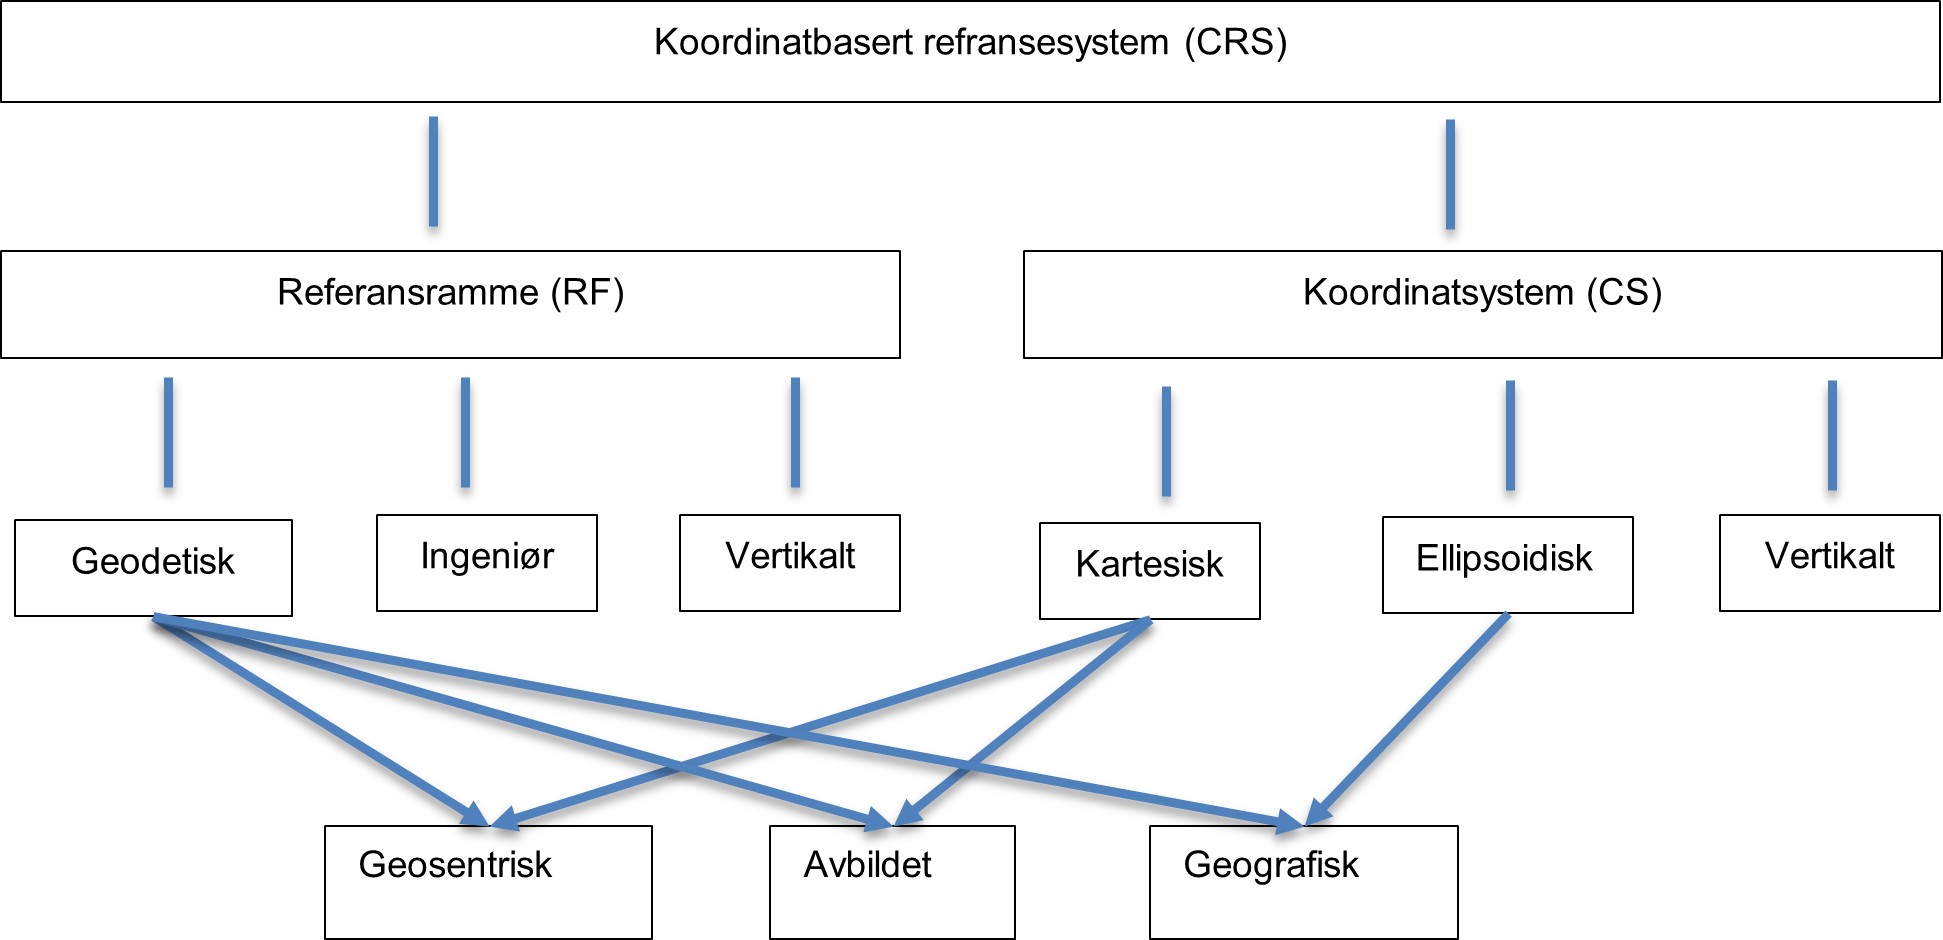 Koordinatbasert refransesystem (CRS)
Referansramme (RF)
Koordinatsystem (CS)
Geodetisk
Ingeniør
Vertikalt
Kartesisk
Ellipsoidisk
Vertikalt
Geosentrisk
Avbildet
Geografisk